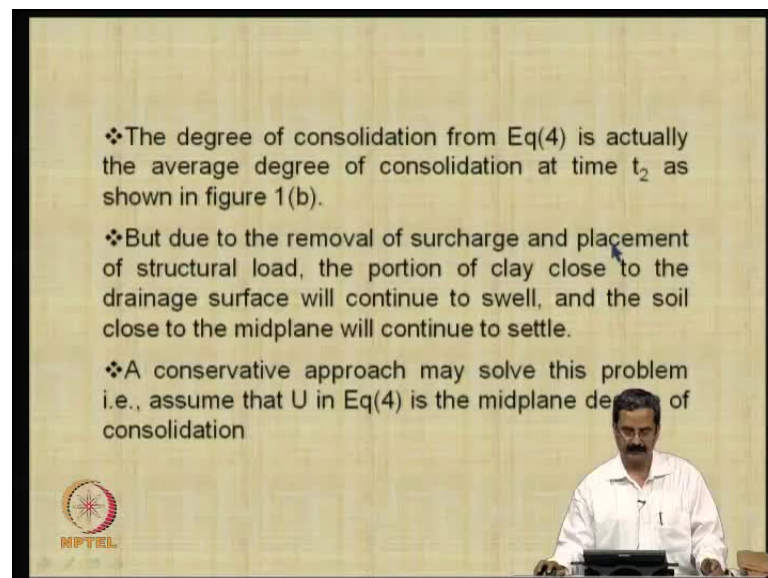 ❖The degree of consolidation from Eq(4) is actually
the average degree of consolidation at time t₂ as
shown in figure 1(b).
❖But due to the removal of surcharge and placement
of structural load, the portion of clay close to the
drainage surface will continue to swell, and the soil
close to the midplane will continue to settle.
❖A conservative approach may solve this problem
i.e., assume that U in Eq(4) is the midplane of
consolidation
NPTEL